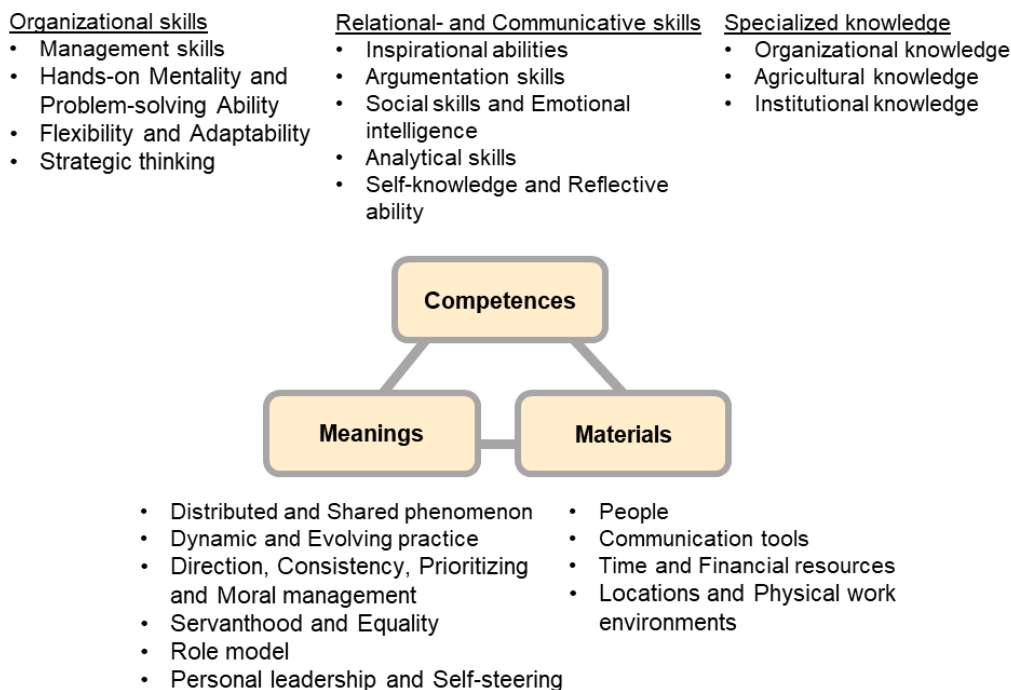 Organizational skills
• Management skills
• Hands-on Mentality and
Problem-solving Ability
• Flexibility and Adaptability
• Strategic thinking
Relational- and Communicative skills
• Inspirational abilities
• Argumentation skills
• Social skills and Emotional
intelligence
• Analytical skills
• Self-knowledge and Reflective
ability
Specialized knowledge
• Organizational knowledge
• Agricultural knowledge
• Institutional knowledge
Competences
Meanings
Materials
• Distributed and Shared phenomenon
• Dynamic and Evolving practice
• Direction, Consistency, Prioritizing
and Moral management
• Servanthood and Equality
• Role model
• Personal leadership and Self-steering
• People
• Communication tools
• Time and Financial resources
• Locations and Physical work
environments